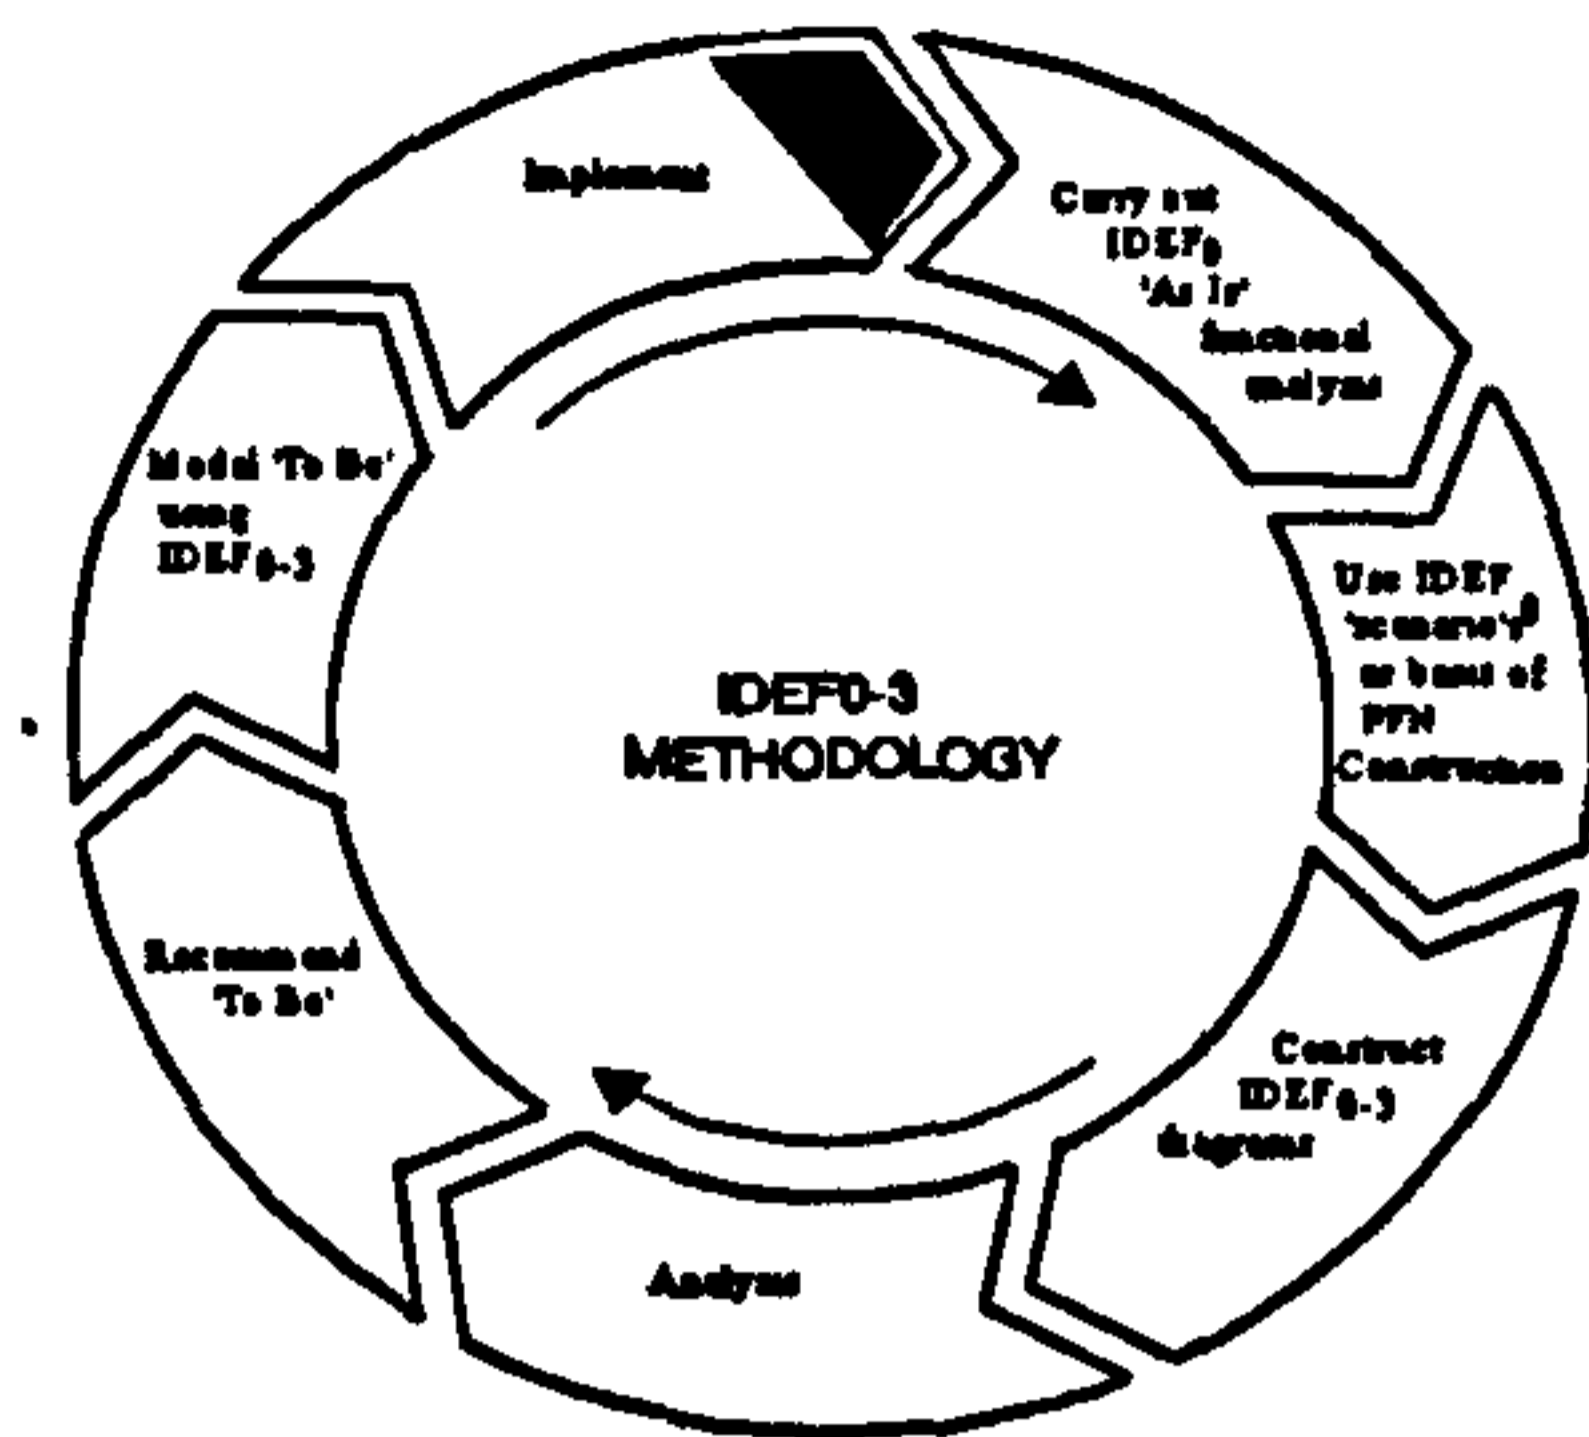 Implement
Carry out
IDEF0
'As Is'
functional
analysis
Use IDEF0
'scenario's'
as basis of
PFN
Construction
Construct
IDEF0-3
diagrams
Analysis
Recommend
'To Be'
Model 'To Be'
using
IDEF0-3
IDEF0-3
METHODOLOGY